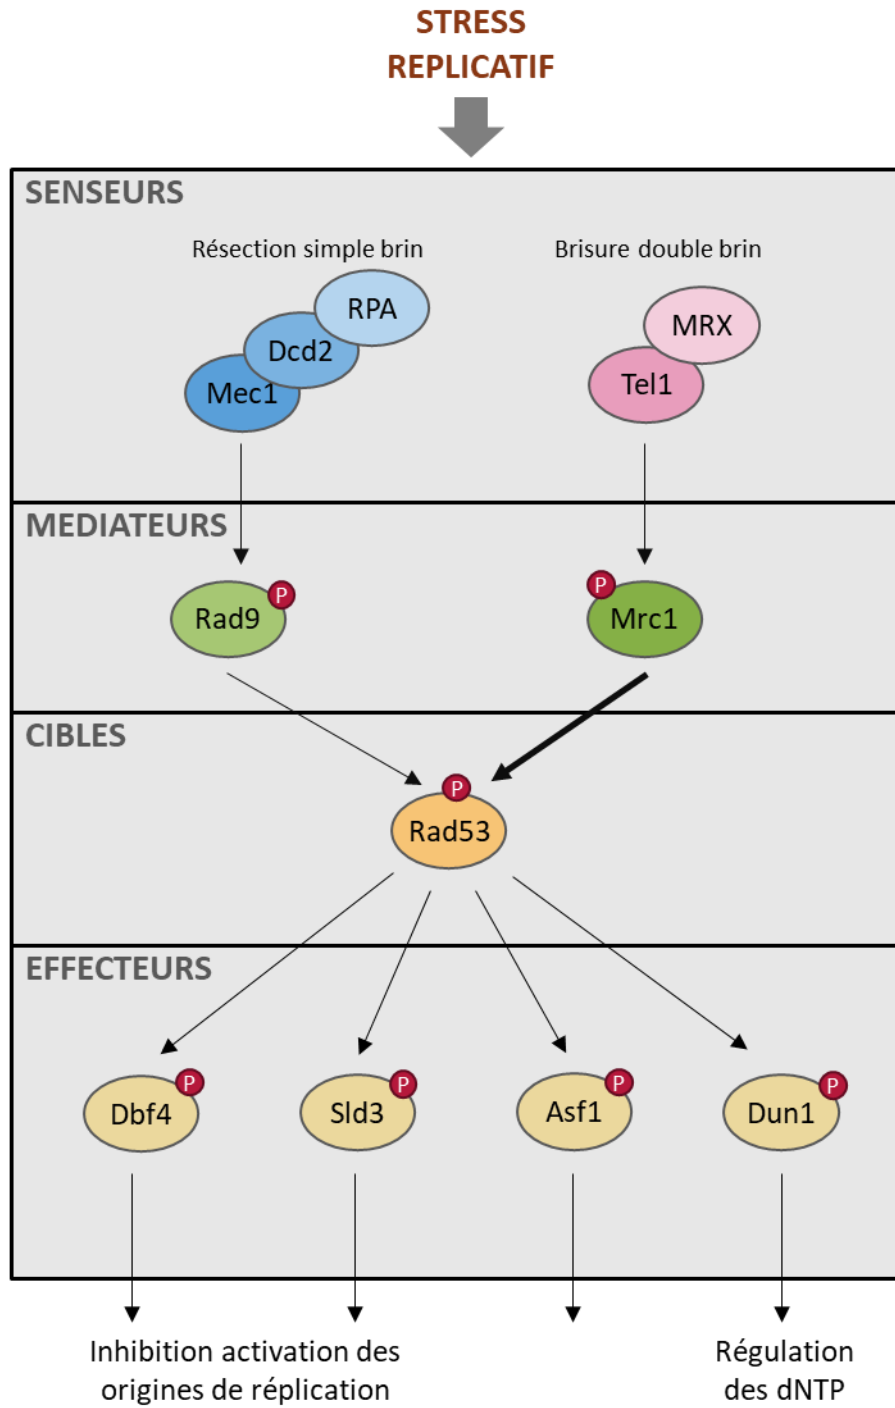 STRESS
REPLICATIF
SENSEURS
Résection simple brin
Brisure double brin
RPA
MRX
Dcd2
Tel1
Mec1
MEDIATEURS
P
P
Rad9
Mrc1
CIBLES
P
Rad53
EFFECTEURS
P
P
P
P
Dbf4
Sld3
Asf1
Dun1
Inhibition activation des
origines de réplication
Régulation
des dNTP